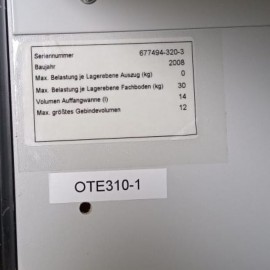 Seriennummer 677494-320-3
Baujahr 2008
Max. Belastung je Lagerebene Auszug (kg) 0
Max. Belastung je Lagerebene Fachboden (kg) 30
Volumen Auffangwanne (l) 14
Max. größtes Gebindevolumen 12
OTE310-1